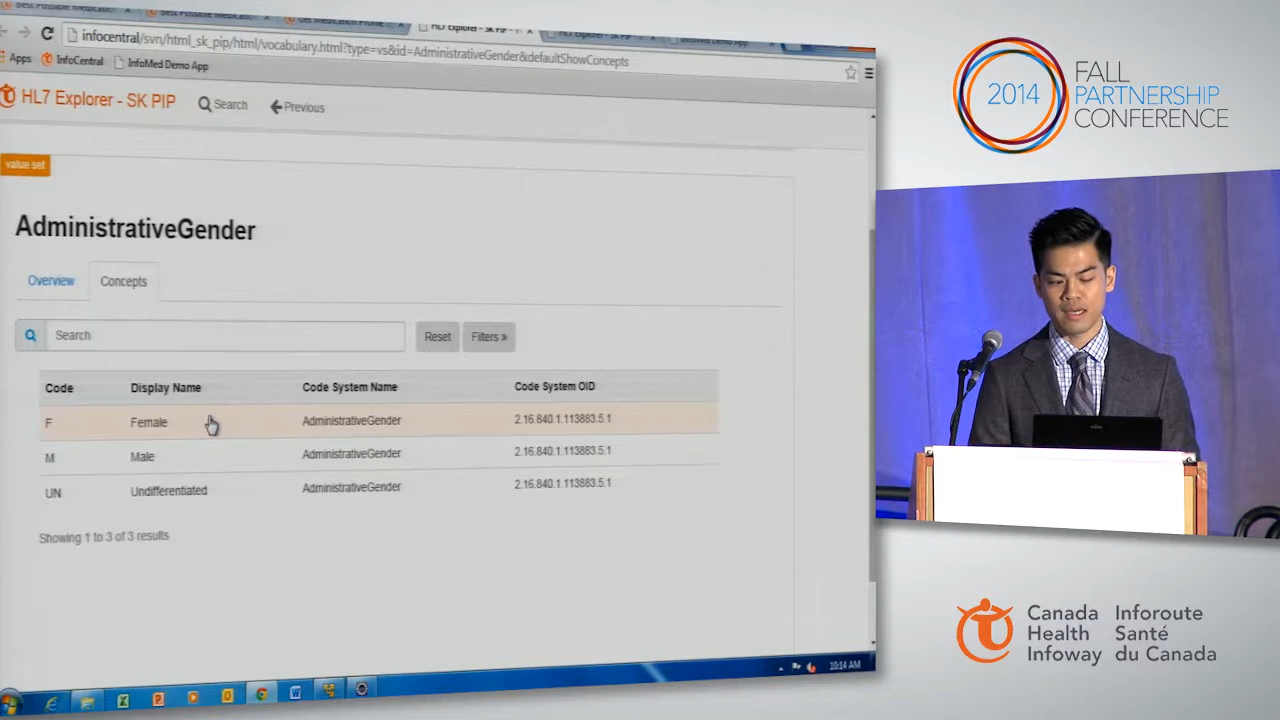 infocentral/svn/html_sk_pip/html/vocabulary.html?type=vs&id=AdministrativeGender&defaultShowConcepts
Apps InfoCentral InfoMed Demo App
HL7 Explorer - SK PIP Search Previous
value set
AdministrativeGender
Overview Concepts
Search Reset Filters »
Code Display Name Code System Name Code System OID
F Female AdministrativeGender 2.16.840.1.113883.5.1
M Male AdministrativeGender 2.16.840.1.113883.5.1
UN Undifferentiated AdministrativeGender 2.16.840.1.113883.5.1
Showing 1 to 3 of 3 results
10:14 AM
2014
FALL
PARTNERSHIP
CONFERENCE
Canada Inforoute
Health Santé
Infoway du Canada